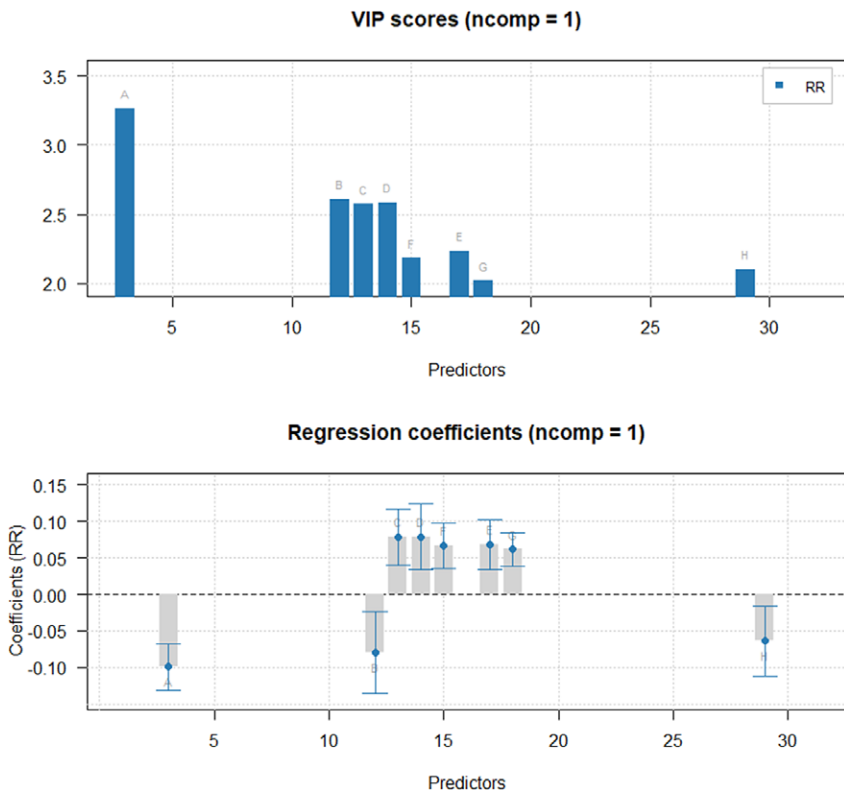 VIP scores (ncomp = 1)
3.5
3.0
2.5
2.0
A
B
C
D
F
E
G
H
RR
5 10 15 20 25 30
Predictors
Regression coefficients (ncomp = 1)
Coefficients (RR)
0.15
0.10
0.05
0.00
-0.05
-0.10
A
B
C
D
F
E
G
H
5 10 15 20 25 30
Predictors